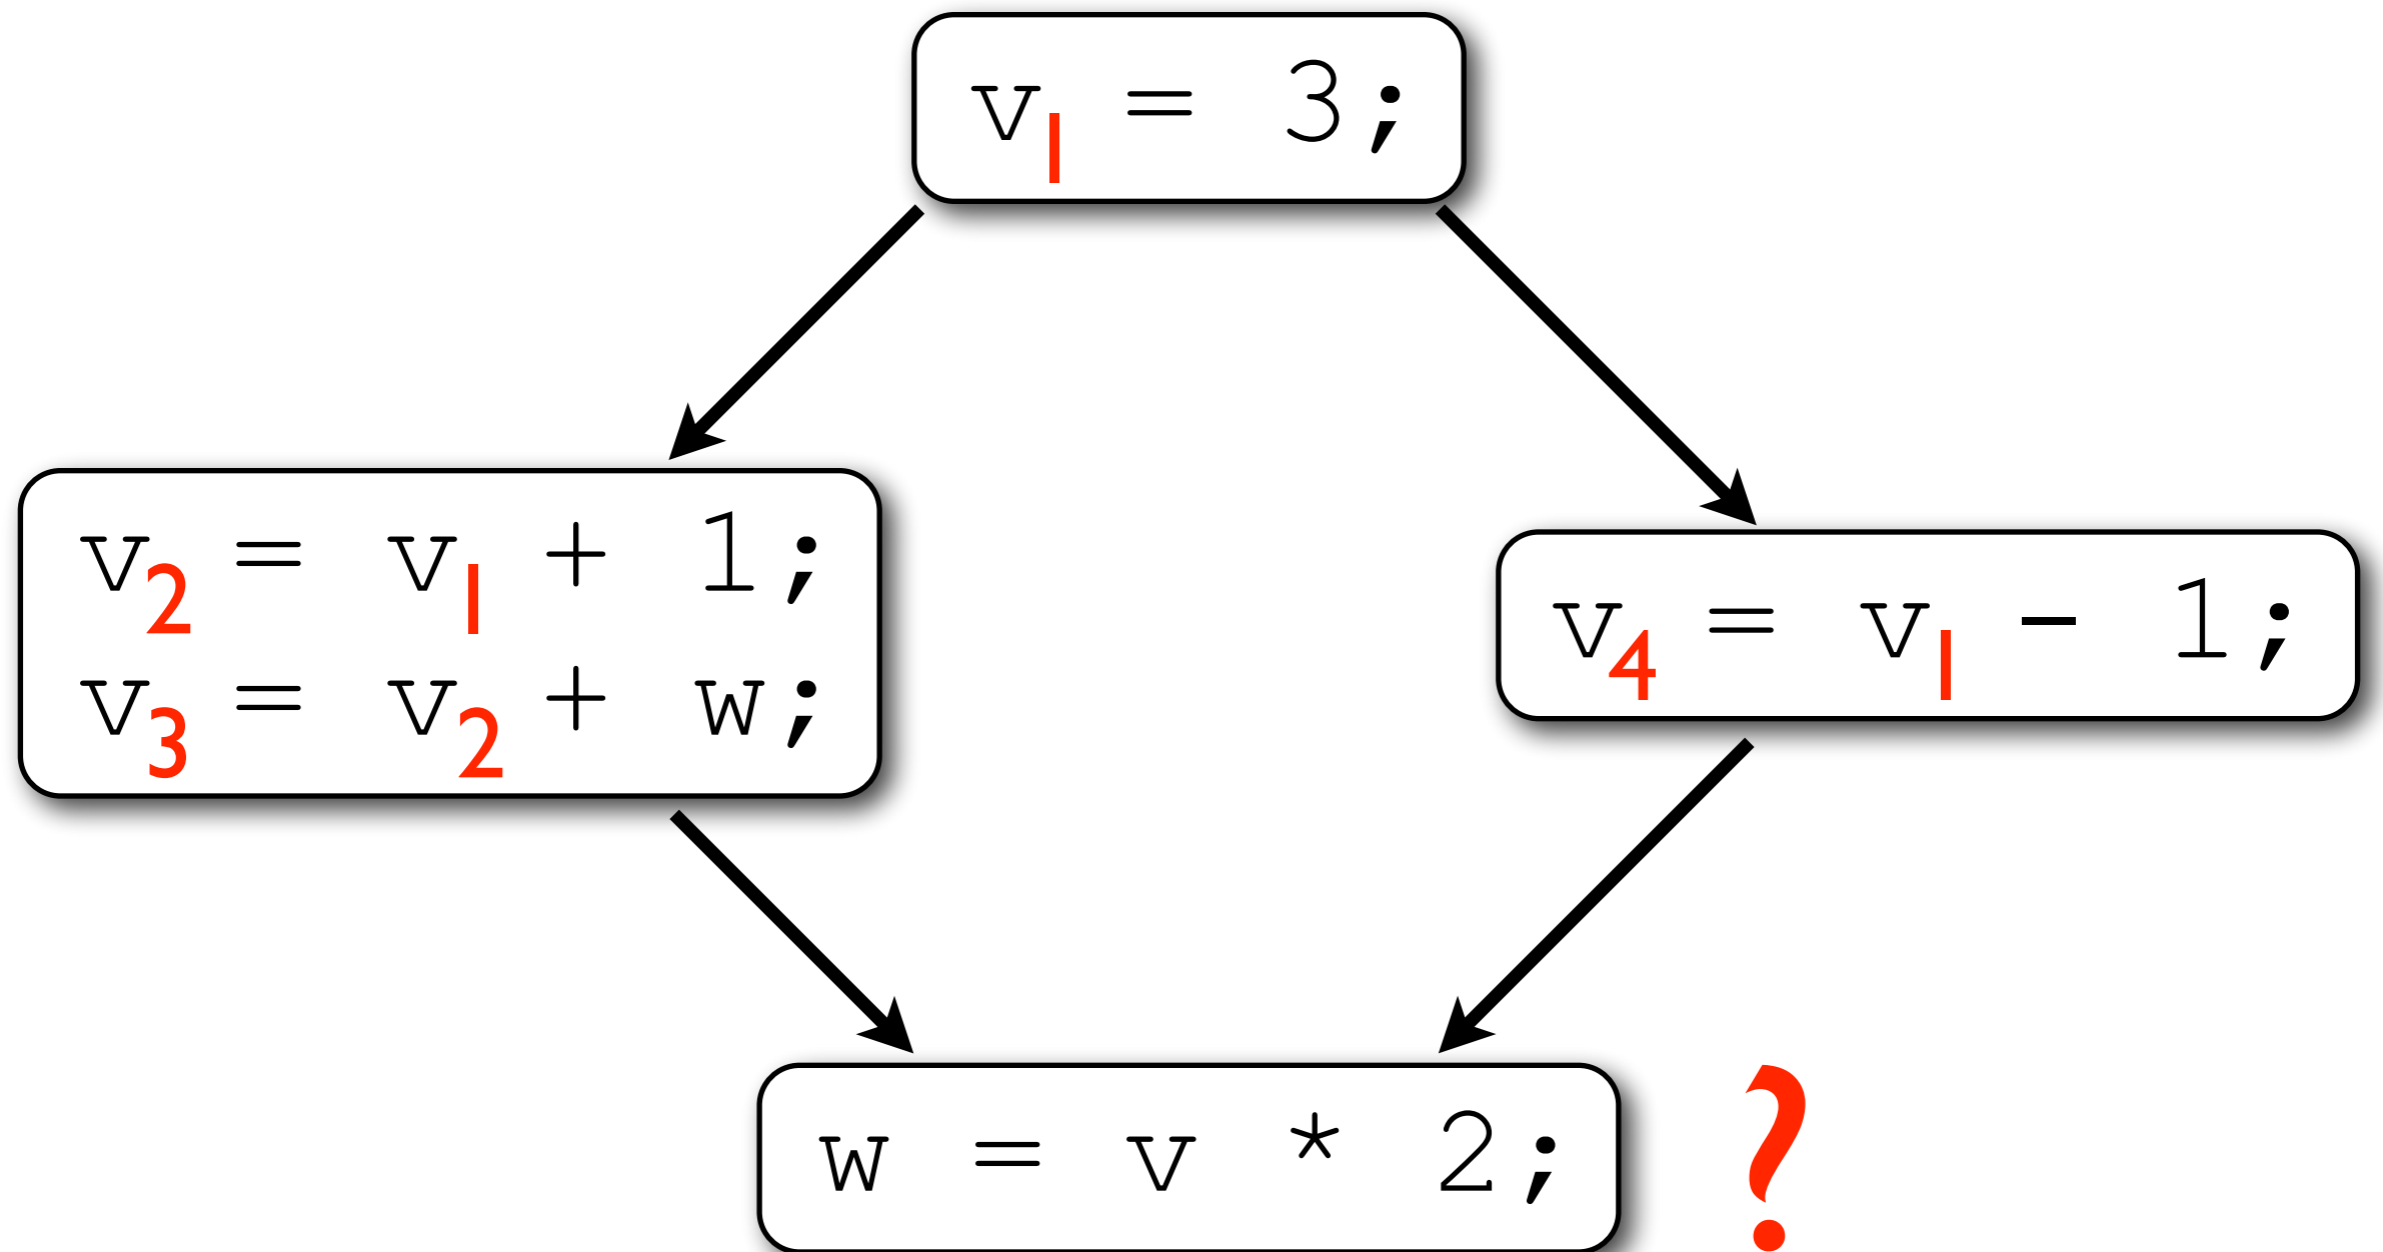 v1 = 3;
v2 = v1 + 1;
v3 = v2 + w;
v4 = v1 - 1;
w = v * 2;
?